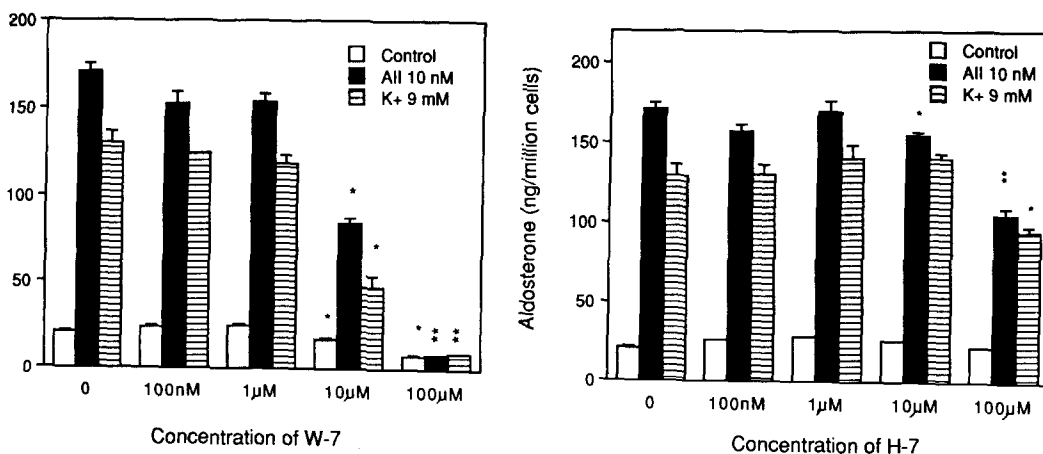 200
150
100
50
0
Control
AII 10 nM
K+ 9 mM
*
*
*
*
**
**
0
100nM
1µM
10µM
100µM
Concentration of W-7
Aldosterone (ng/million cells)
200
150
100
50
0
Control
AII 10 nM
K+ 9 mM
*
**
*
0
100nM
1µM
10µM
100µM
Concentration of H-7